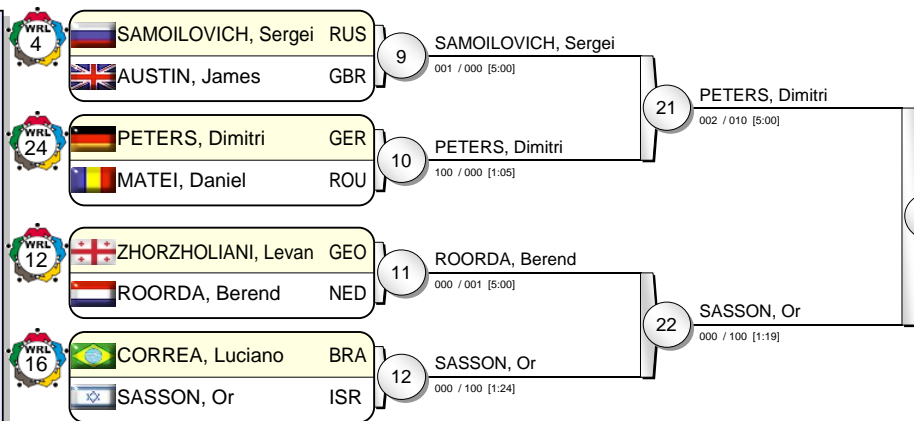 WRL
4
SAMOILOVICH, Sergei RUS
AUSTIN, James GBR
9
SAMOILOVICH, Sergei
001 / 000 [5:00]
WRL
24
PETERS, Dimitri GER
MATEI, Daniel ROU
10
PETERS, Dimitri
100 / 000 [1:05]
21
PETERS, Dimitri
002 / 010 [5:00]
WRL
12
ZHORZHOLIANI, Levan GEO
ROORDA, Berend NED
11
ROORDA, Berend
000 / 001 [5:00]
WRL
16
CORREA, Luciano BRA
SASSON, Or ISR
12
SASSON, Or
000 / 100 [1:24]
22
SASSON, Or
000 / 100 [1:19]